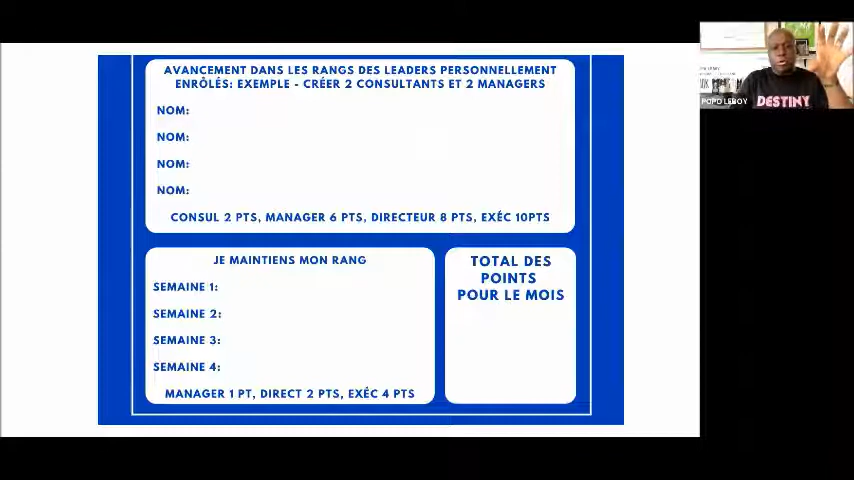 AVANCEMENT DANS LES RANGS DES LEADERS PERSONNELLEMENT
ENRÔLÉS: EXEMPLE - CRÉER 2 CONSULTANTS ET 2 MANAGERS
NOM:
NOM:
NOM:
NOM:
CONSUL 2 PTS, MANAGER 6 PTS, DIRECTEUR 8 PTS, EXÉC 10PTS
JE MAINTIENS MON RANG
SEMAINE 1:
SEMAINE 2:
SEMAINE 3:
SEMAINE 4:
MANAGER 1 PT, DIRECT 2 PTS, EXÉC 4 PTS
TOTAL DES
POINTS
POUR LE MOIS
POPO LEROY
DESTINY